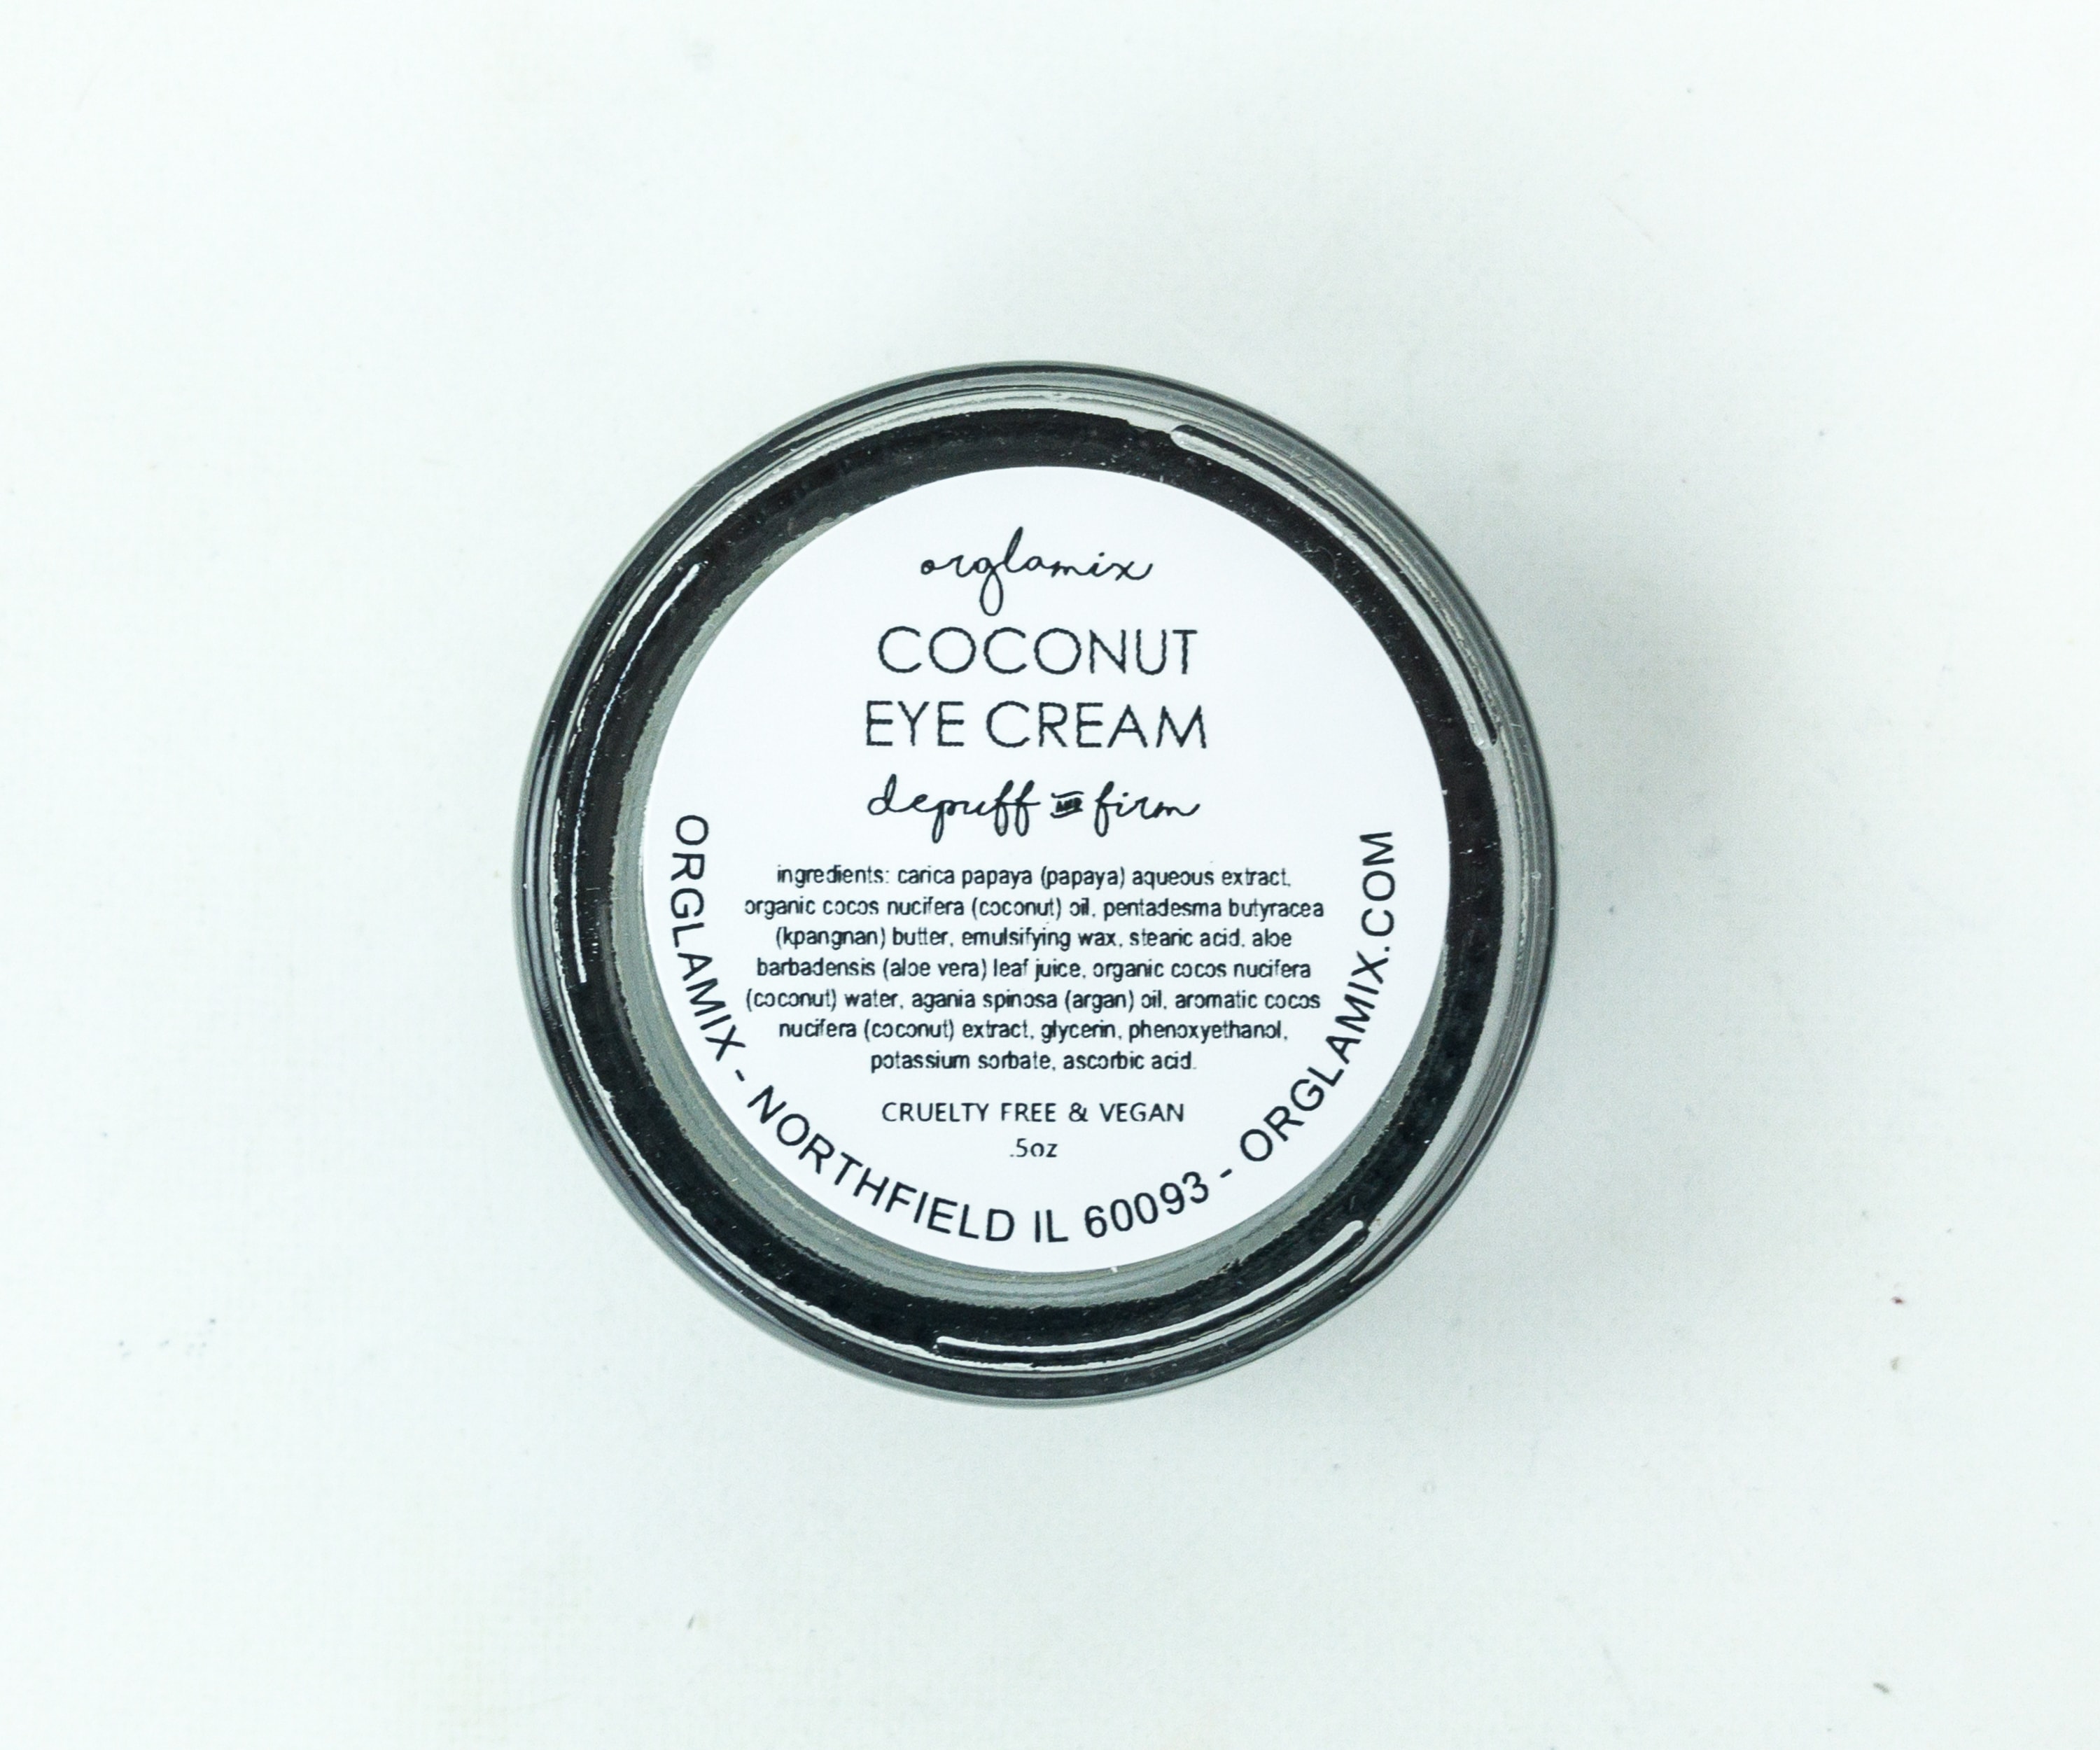 orglamix
COCONUT
EYE CREAM
depuff AND firm
ingredients: carica papaya (papaya) aqueous extract,
organic cocos nucifera (coconut) oil, pentadesma butyracea
(kpangnan) butter, emulsifying wax, stearic acid, aloe
barbadensis (aloe vera) leaf juice, organic cocos nucifera
(coconut) water, agania spinosa (argan) oil, aromatic cocos
nucifera (coconut) extract, glycerin, phenoxyethanol,
potassium sorbate, ascorbic acid.
CRUELTY FREE & VEGAN
.5oz
ORGLAMIX - NORTHFIELD IL 60093 - ORGLAMIX.COM